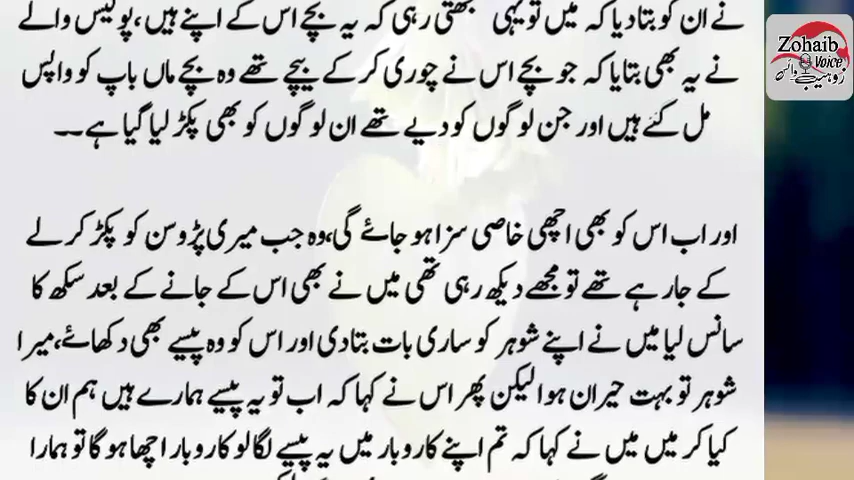 نے ان کو بتا دیا کہ میں تو یہی سمجھتی رہی کہ یہ بچے اس کے اپنے ہیں، پولیس والے
نے یہ بھی بتایا کہ جو بچے اس نے چوری کر کے بیچے تھے وہ بچے ماں باپ کو واپس
مل گئے ہیں اور جن لوگوں کو دیے تھے ان لوگوں کو بھی پکڑ لیا گیا ہے۔۔
اور اب اس کو بھی اچھی خاصی سزا ہو جائے گی، وہ جب میری پڑوسن کو پکڑ کر لے
کے جا رہے تھے تو مجھے دیکھ رہی تھی میں نے بھی اس کے جانے کے بعد سکھ کا
سانس لیا میں نے اپنے شوہر کو ساری بات بتا دی اور اس کو وہ پیسے بھی دکھائے، میرا
شوہر تو بہت حیران ہوا لیکن پھر اس نے کہا کہ اب تو یہ پیسے ہمارے ہیں ہم ان کا
کیا کر میں میں نے کہا کہ تم اپنے کاروبار میں یہ پیسے لگا لو کاروبار اچھا ہو گا تو ہمارا
Zohaib
Voice
زوہیب وائس